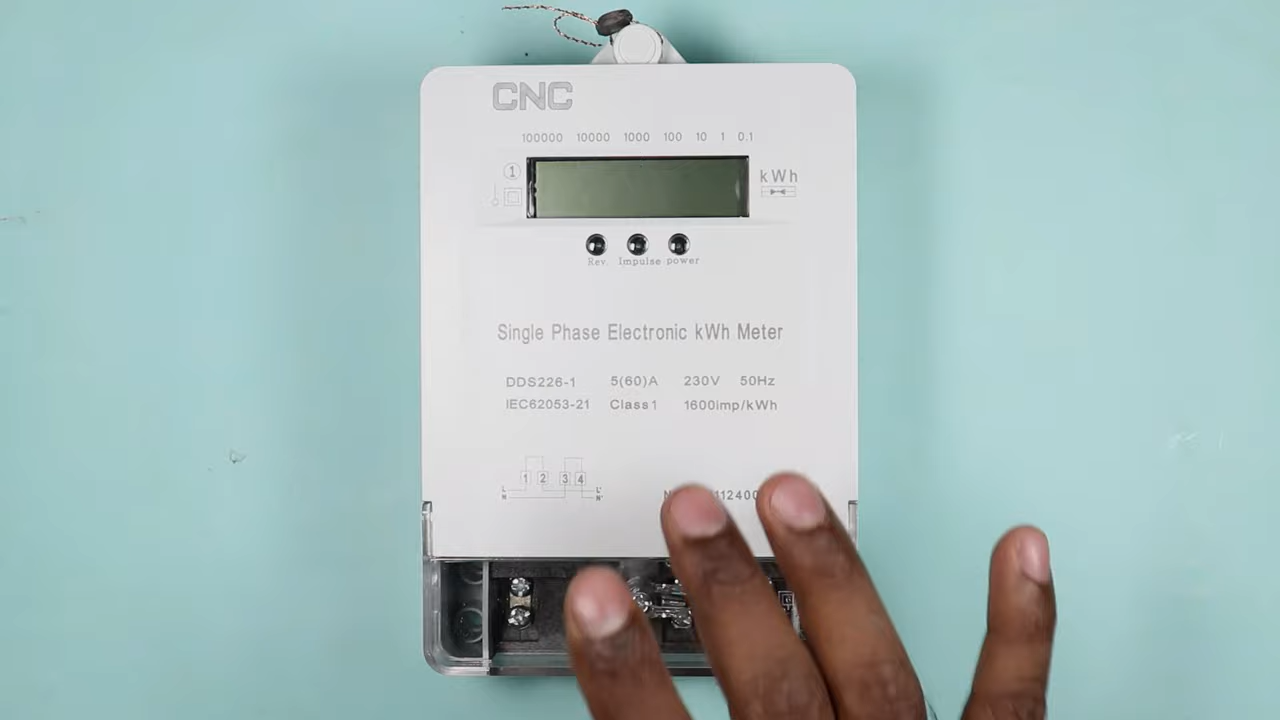 CNC
100000 10000 1000 100 10 1 0.1
1
kWh
Rev. Impulse power
Single Phase Electronic kWh Meter
DDS226-1 5(60)A 230V 50Hz
IEC62053-21 Class1 1600imp/kWh
1 2 3 4
L L'
N N'